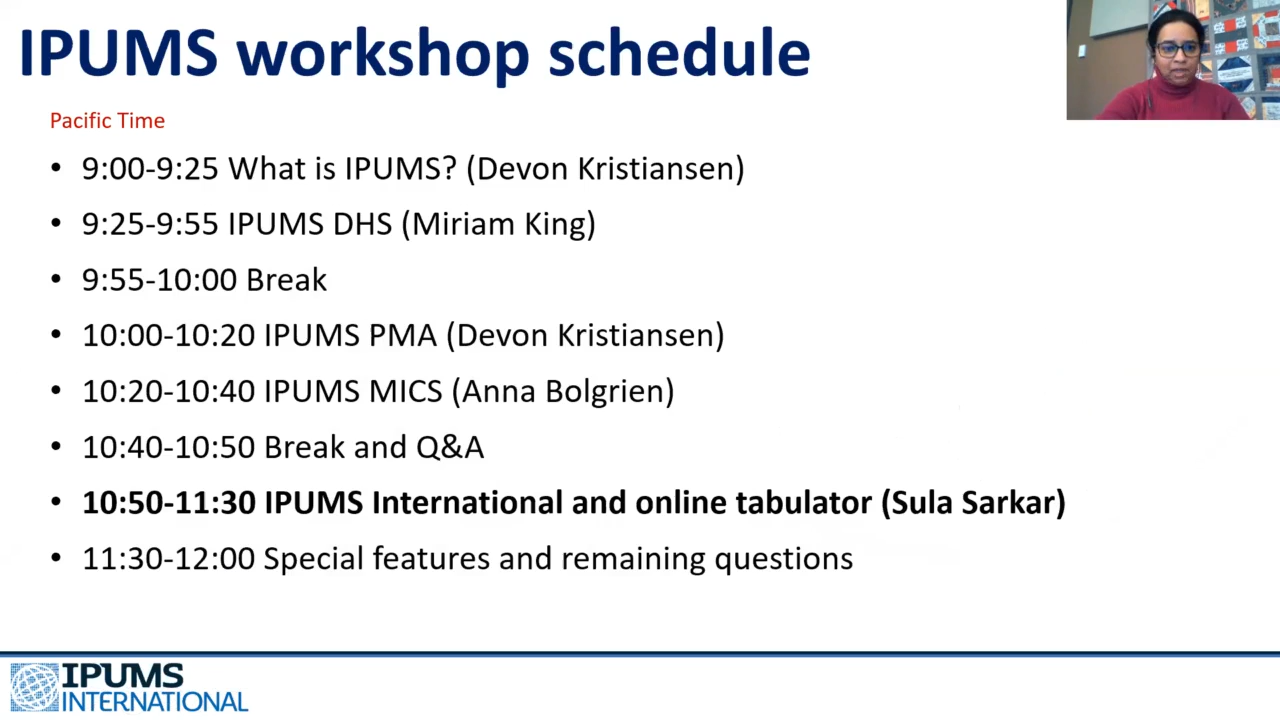 IPUMS workshop schedule
Pacific Time
• 9:00-9:25 What is IPUMS? (Devon Kristiansen)
• 9:25-9:55 IPUMS DHS (Miriam King)
• 9:55-10:00 Break
• 10:00-10:20 IPUMS PMA (Devon Kristiansen)
• 10:20-10:40 IPUMS MICS (Anna Bolgrien)
• 10:40-10:50 Break and Q&A
• 10:50-11:30 IPUMS International and online tabulator (Sula Sarkar)
• 11:30-12:00 Special features and remaining questions
IPUMS
INTERNATIONAL